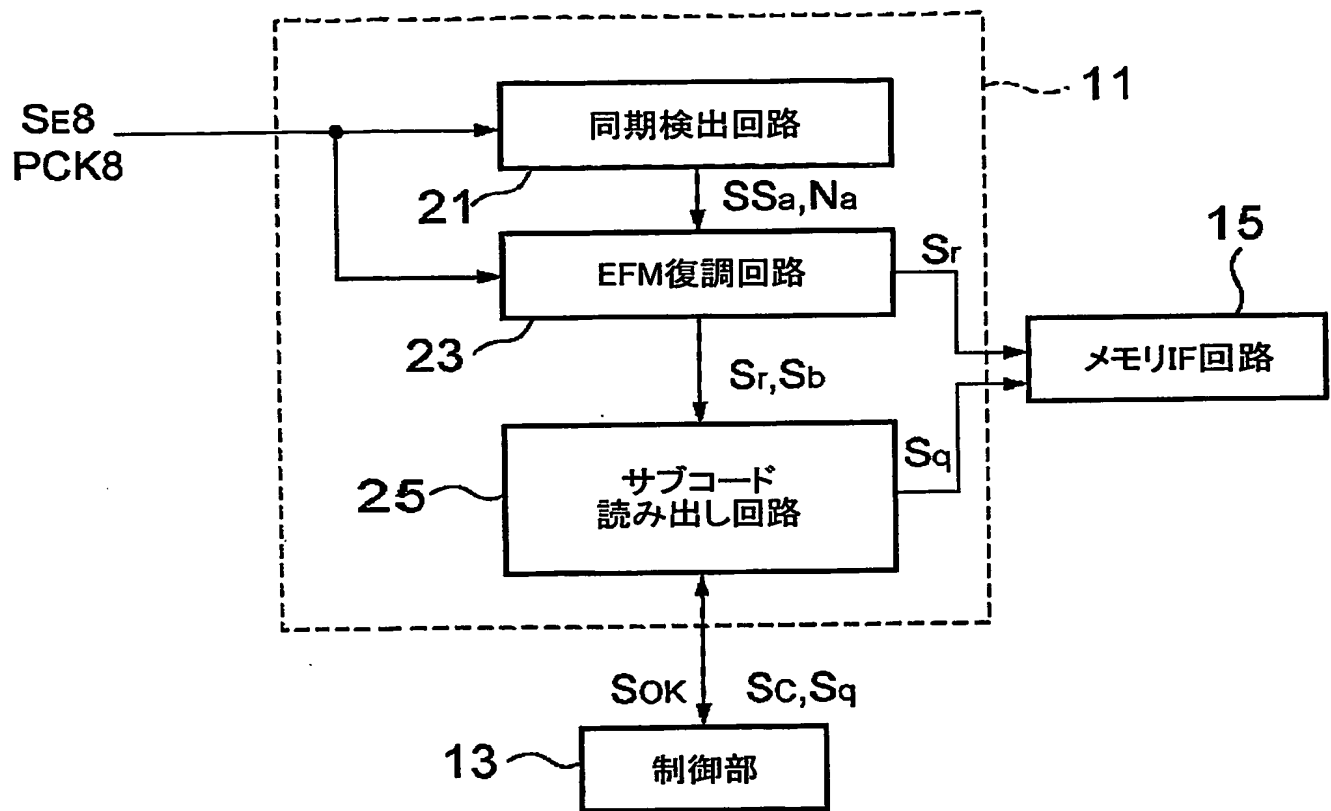 11
SE8
PCK8
同期検出回路
21
SSa,Na
15
EFM復調回路
Sr
23
メモリIF回路
Sr,Sb
Sq
25
サブコード
読み出し回路
SOK
SC,Sq
13
制御部